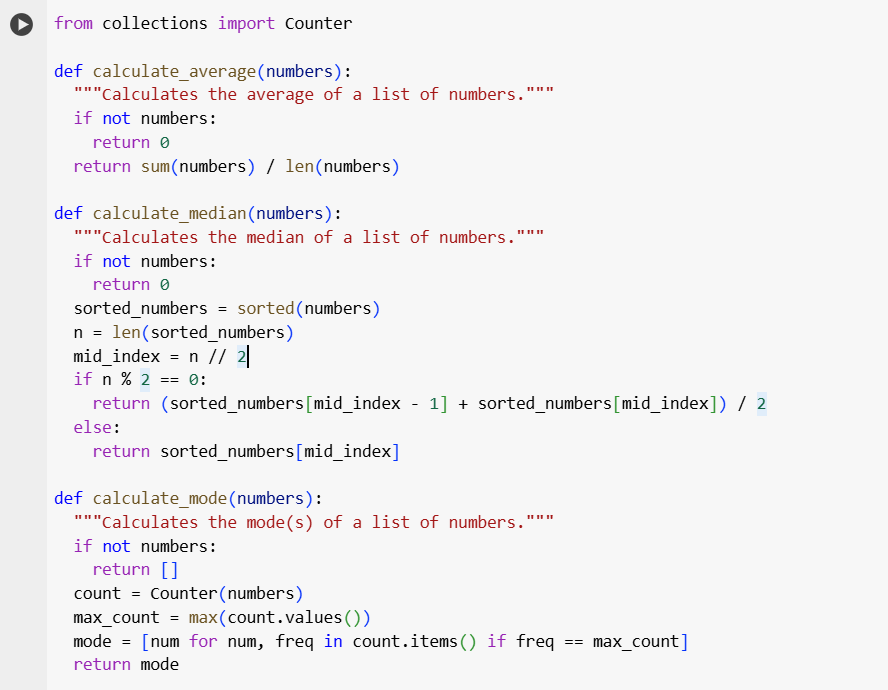 from collections import Counter

def calculate_average(numbers):
  """Calculates the average of a list of numbers."""
  if not numbers:
    return 0
  return sum(numbers) / len(numbers)

def calculate_median(numbers):
  """Calculates the median of a list of numbers."""
  if not numbers:
    return 0
  sorted_numbers = sorted(numbers)
  n = len(sorted_numbers)
  mid_index = n // 2
  if n % 2 == 0:
    return (sorted_numbers[mid_index - 1] + sorted_numbers[mid_index]) / 2
  else:
    return sorted_numbers[mid_index]

def calculate_mode(numbers):
  """Calculates the mode(s) of a list of numbers."""
  if not numbers:
    return []
  count = Counter(numbers)
  max_count = max(count.values())
  mode = [num for num, freq in count.items() if freq == max_count]
  return mode